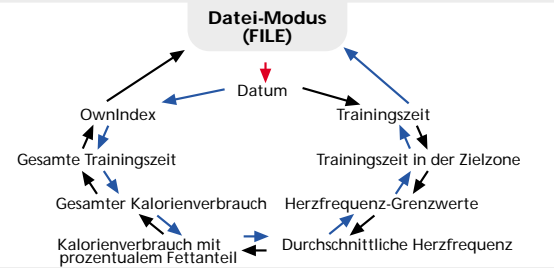 Datei-Modus
(FILE)
Datum
OwnIndex
Trainingszeit
Gesamte Trainingszeit
Trainingszeit in der Zielzone
Gesamter Kalorienverbrauch
Herzfrequenz-Grenzwerte
Kalorienverbrauch mit
prozentualem Fettanteil
Durchschnittliche Herzfrequenz